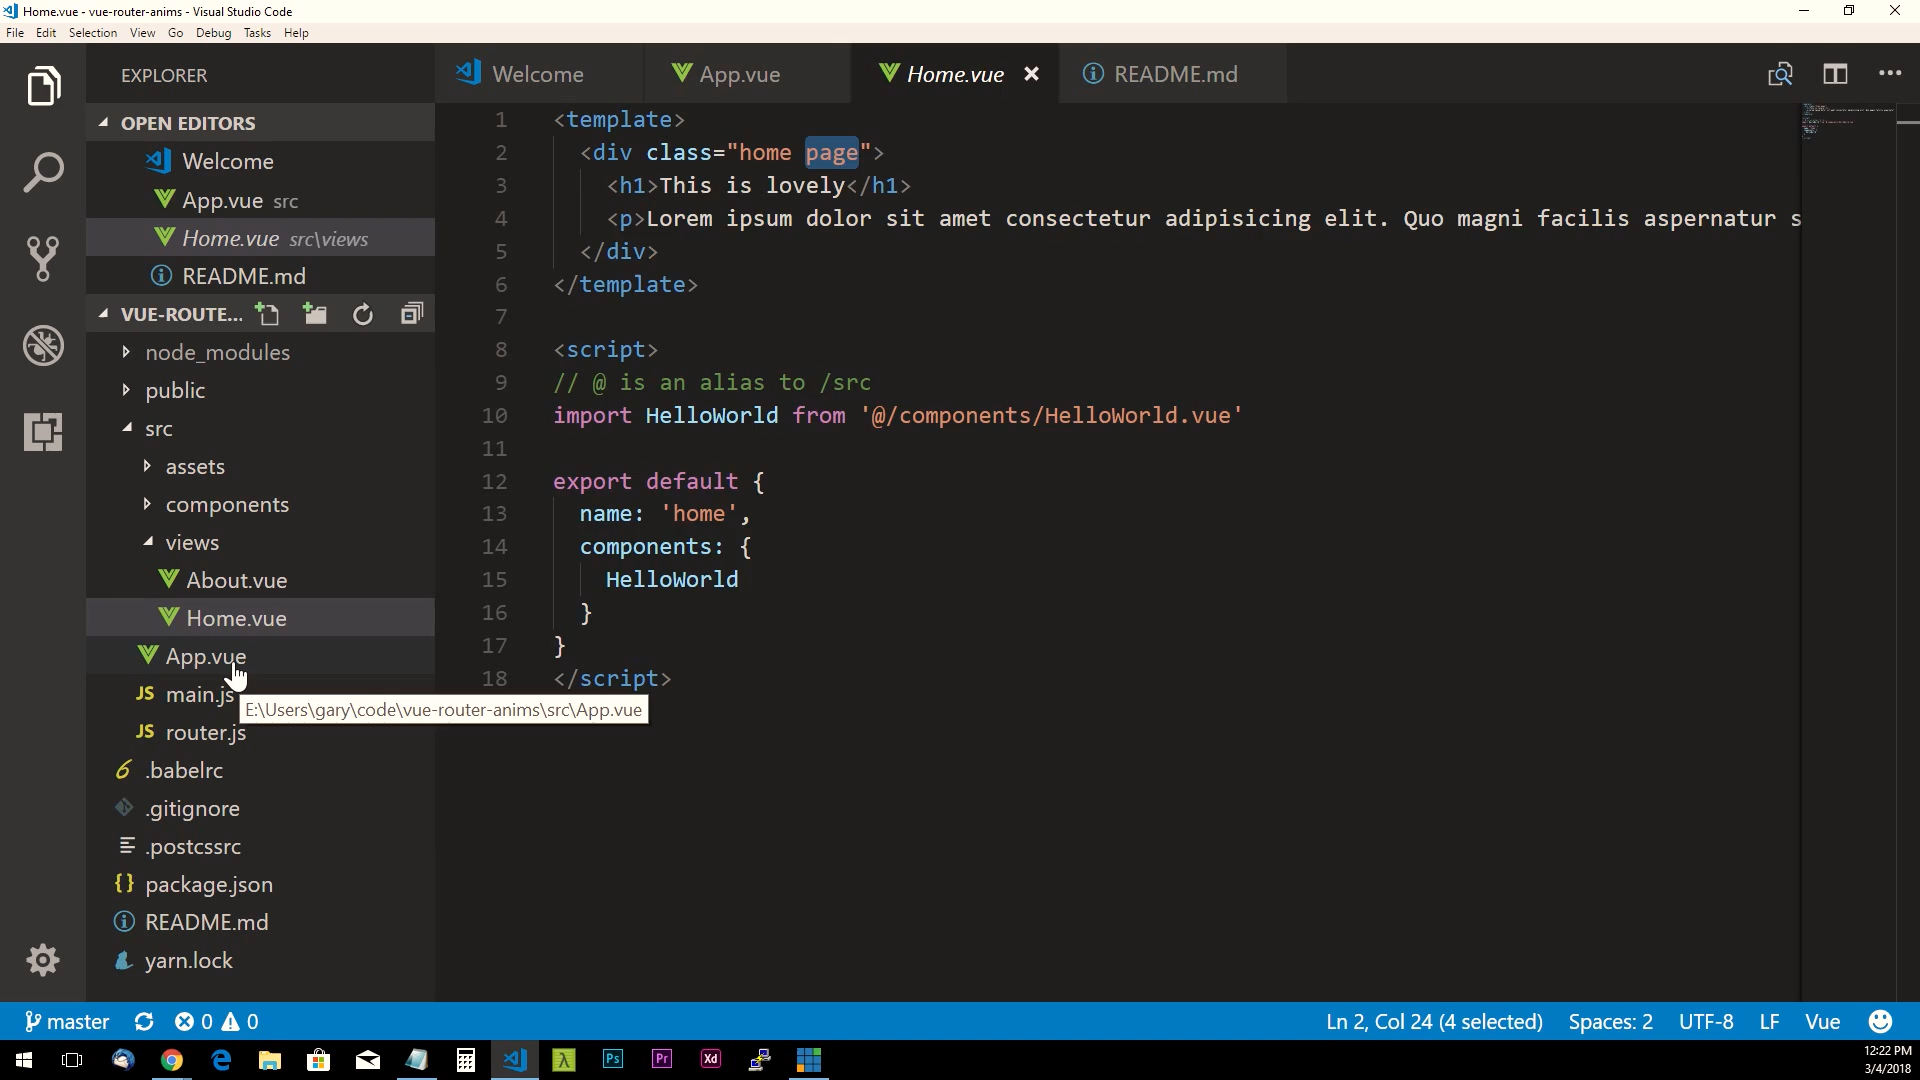 Home.vue - vue-router-anims - Visual Studio Code
File Edit Selection View Go Debug Tasks Help
EXPLORER
OPEN EDITORS
Welcome
App.vue src
Home.vue src\views
README.md
VUE-ROUTE...
node_modules
public
src
assets
components
views
About.vue
Home.vue
App.vue
JS main.js
E:\Users\gary\code\vue-router-anims\src\App.vue
JS router.js
.babelrc
.gitignore
.postcssrc
{} package.json
README.md
yarn.lock
Welcome App.vue Home.vue README.md
1 <template>
2 <div class="home page">
3 <h1>This is lovely</h1>
4 <p>Lorem ipsum dolor sit amet consectetur adipisicing elit. Quo magni facilis aspernatur s
5 </div>
6 </template>
7
8 <script>
9 // @ is an alias to /src
10 import HelloWorld from '@/components/HelloWorld.vue'
11
12 export default {
13 name: 'home',
14 components: {
15 HelloWorld
16 }
17 }
18 </script>
master 0 0 Ln 2, Col 24 (4 selected) Spaces: 2 UTF-8 LF Vue
Ps Pr Xd
12:22 PM
3/4/2018